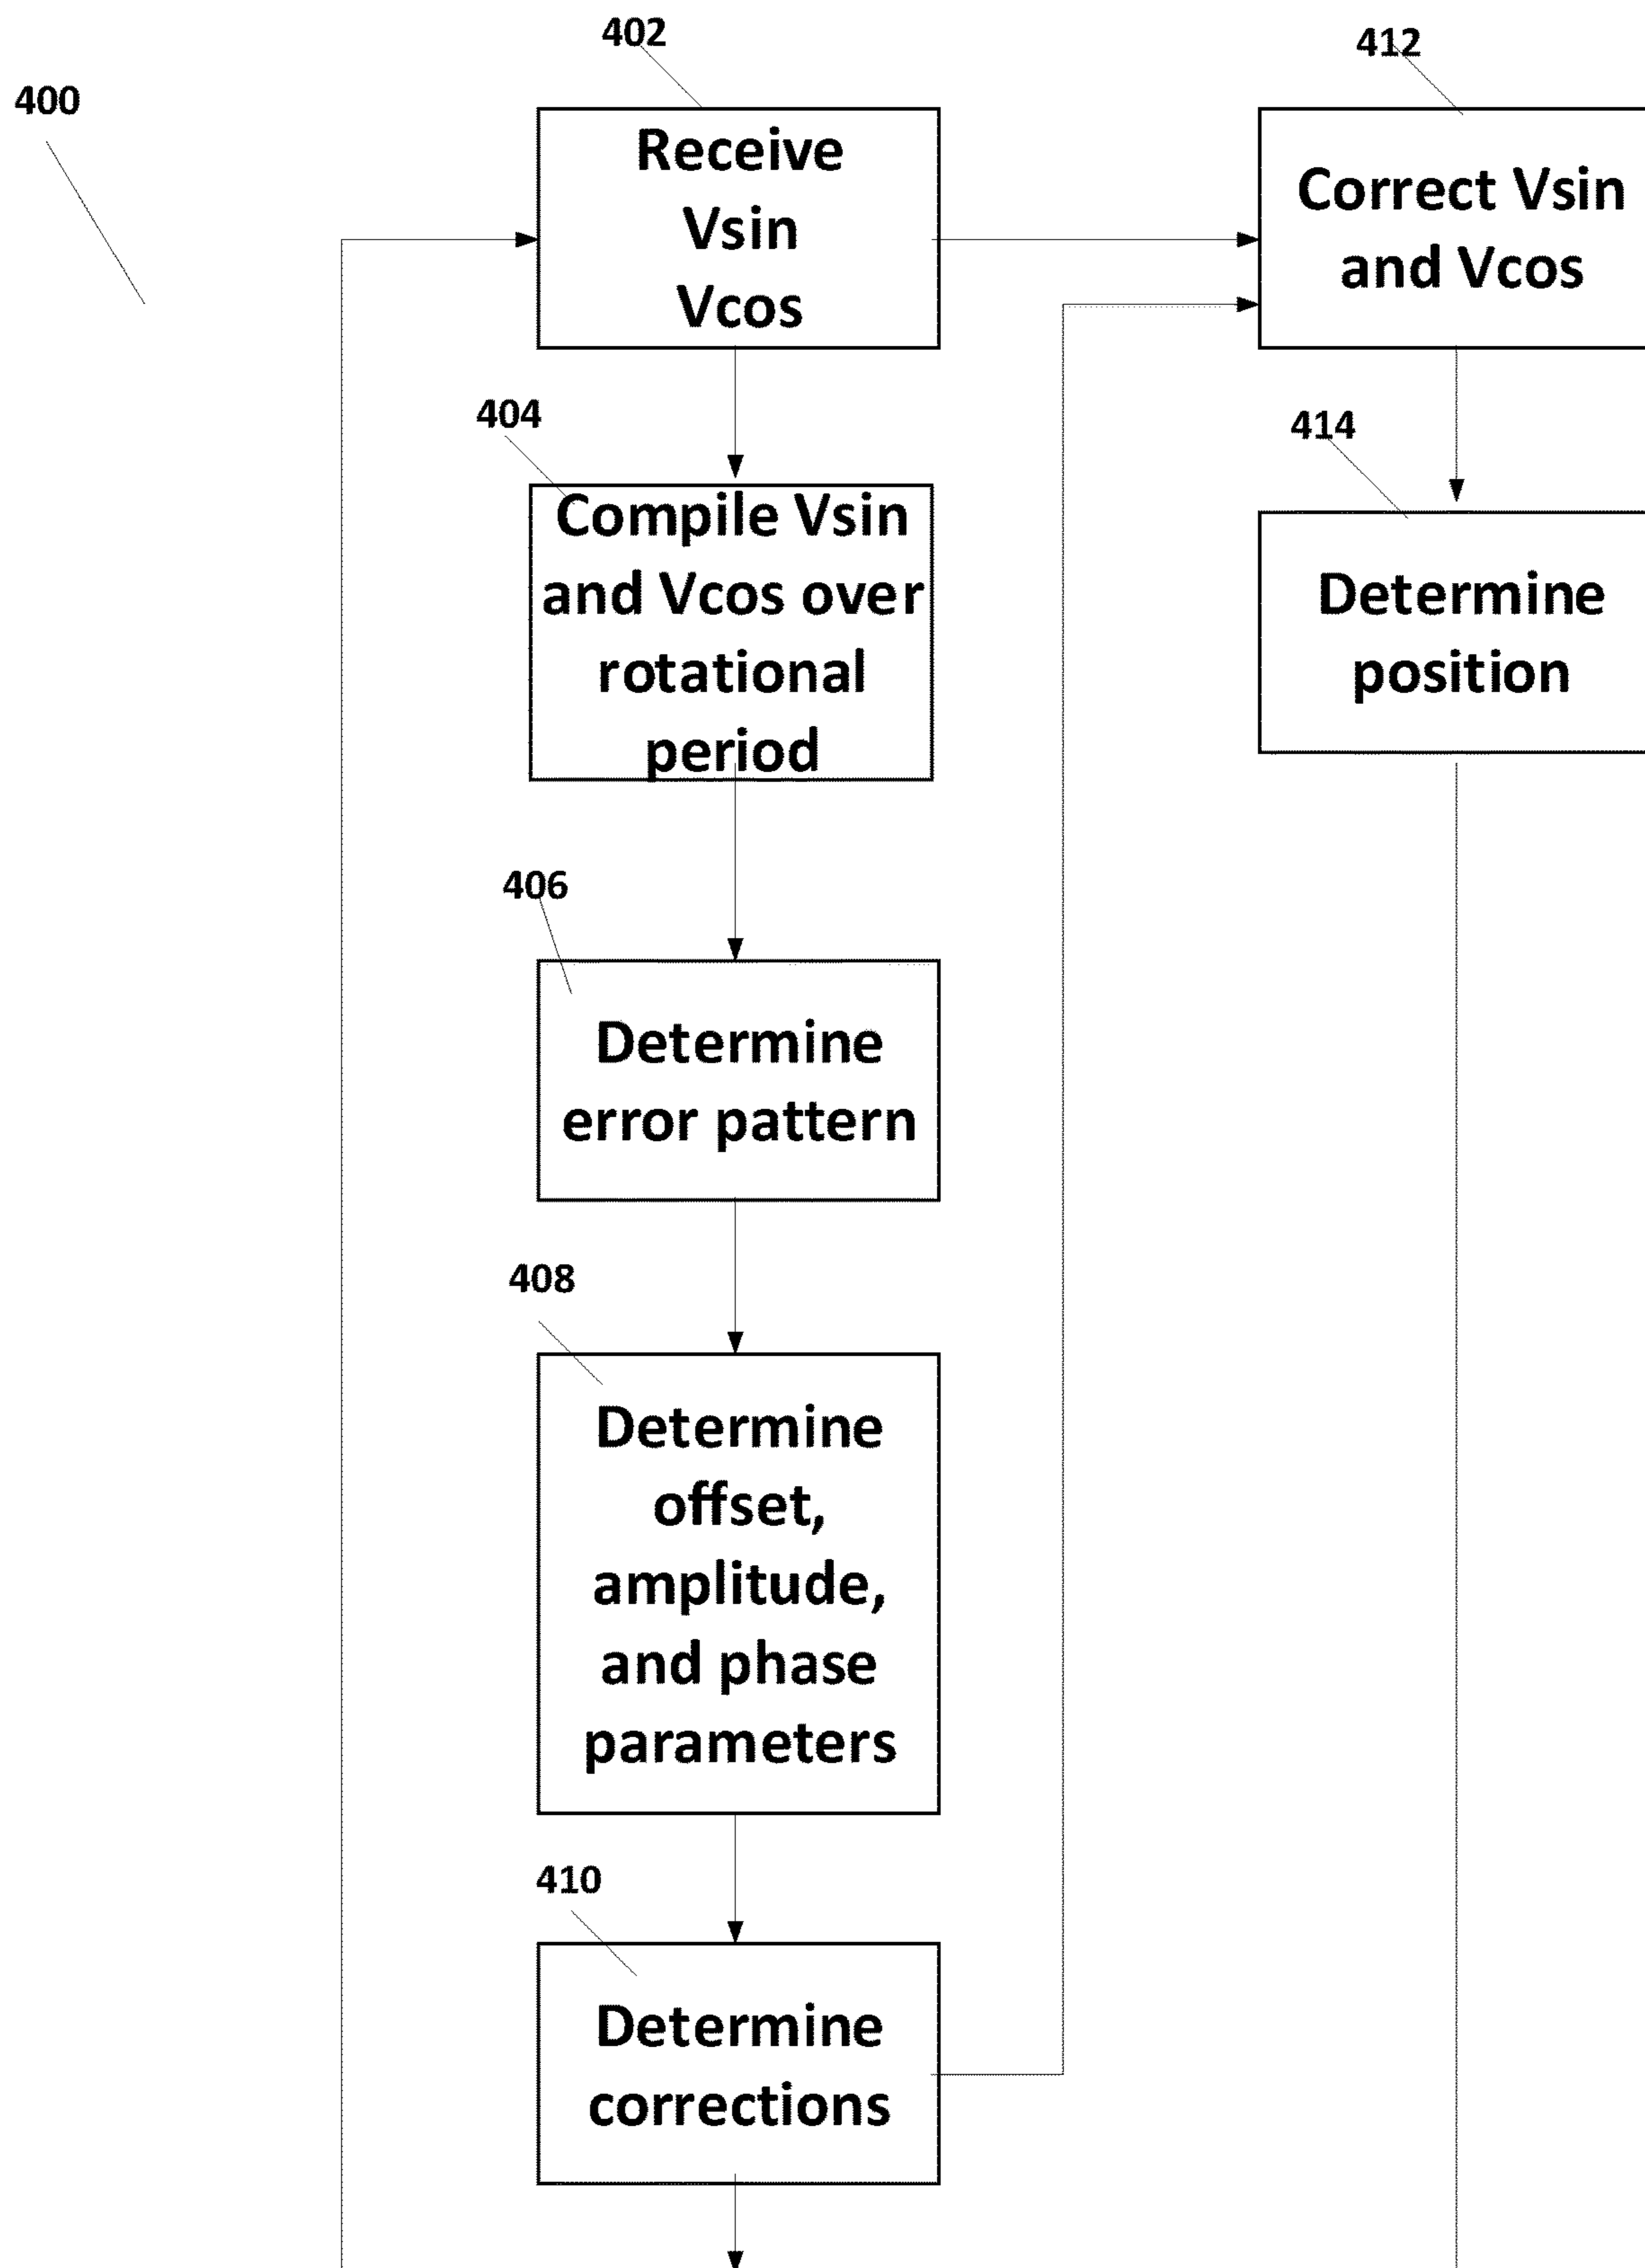 400
402
Receive
Vsin
Vcos
404
Compile Vsin
and Vcos over
rotational
period
406
Determine
error pattern
408
Determine
offset,
amplitude,
and phase
parameters
410
Determine
corrections
412
Correct Vsin
and Vcos
414
Determine
position